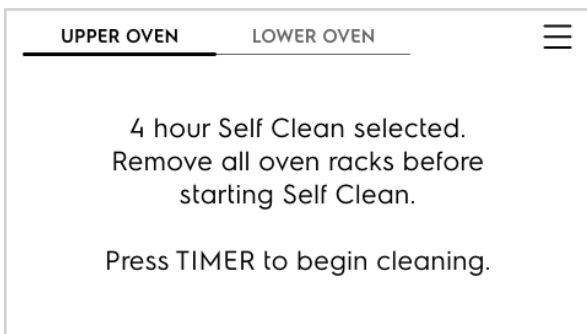 UPPER OVEN LOWER OVEN
4 hour Self Clean selected.
Remove all oven racks before
starting Self Clean.
Press TIMER to begin cleaning.